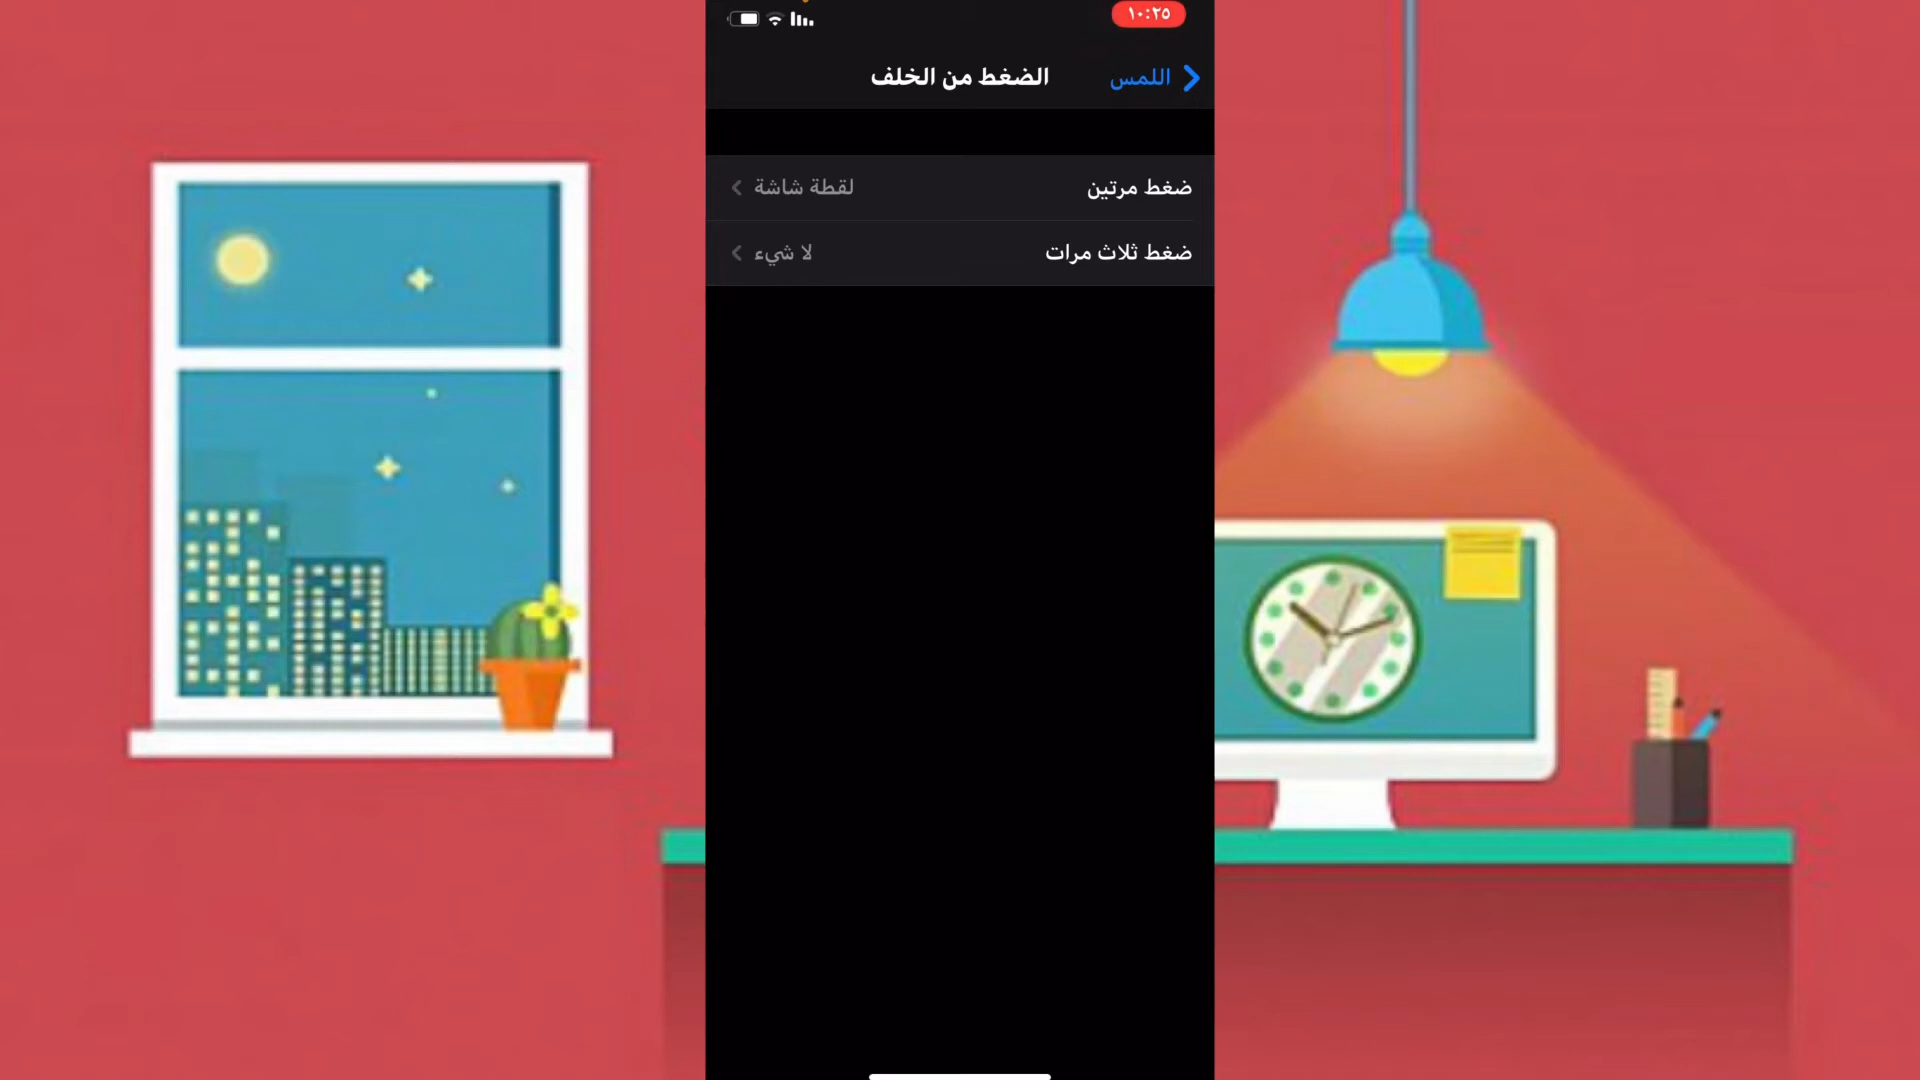 ١٠:٢٥
اللمس
الضغط من الخلف
ضغط مرتين
لقطة شاشة
ضغط ثلاث مرات
لا شيء